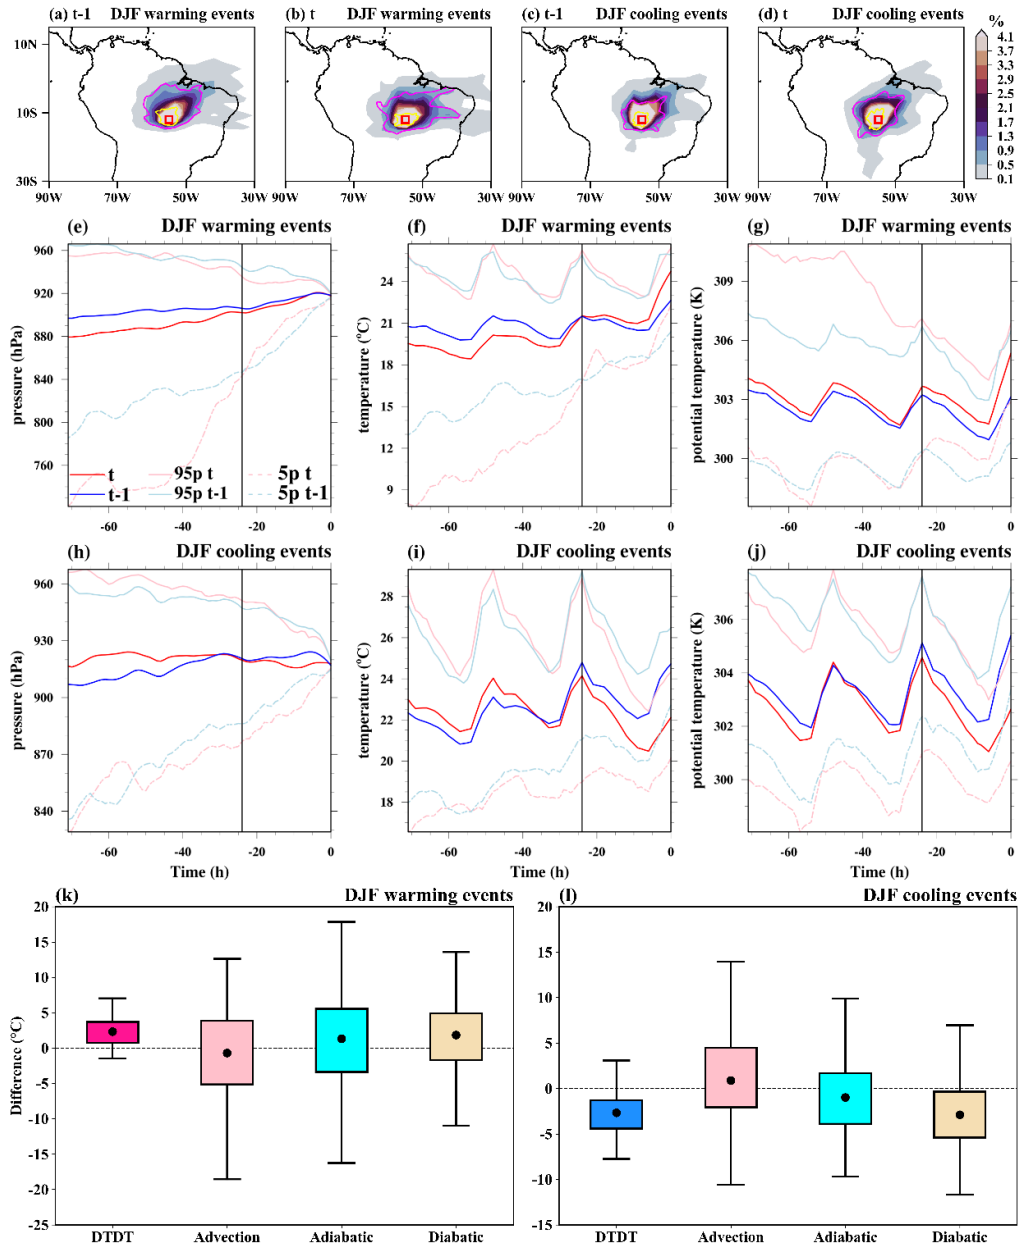 (a) t-1 DJF warming events
(b) t DJF warming events
(c) t-1 DJF cooling events
(d) t DJF cooling events
%
10N
10S
30S
90W 70W 50W 30W
90W 70W 50W 30W
90W 70W 50W 30W
90W 70W 50W 30W
4.1
3.7
3.3
2.9
2.5
2.1
1.7
1.3
0.9
0.5
0.1
(e) DJF warming events
pressure (hPa)
960
920
880
840
800
760
t 95p t 5p t
t-1 95p t-1 5p t-1
-60 -40 -20 0
(f) DJF warming events
temperature (°C)
24
21
18
15
12
9
-60 -40 -20 0
(g) DJF warming events
potential temperature (K)
309
306
303
300
-60 -40 -20 0
(h) DJF cooling events
pressure (hPa)
960
930
900
870
840
-60 -40 -20 0
Time (h)
(i) DJF cooling events
temperature (°C)
28
26
24
22
20
18
-60 -40 -20 0
Time (h)
(j) DJF cooling events
potential temperature (K)
306
304
302
300
-60 -40 -20 0
Time (h)
(k) DJF warming events
Difference (°C)
20
15
10
5
0
-5
-10
-15
-20
-25
DTDT Advection Adiabatic Diabatic
(l) DJF cooling events
20
15
10
5
0
-5
-10
-15
DTDT Advection Adiabatic Diabatic